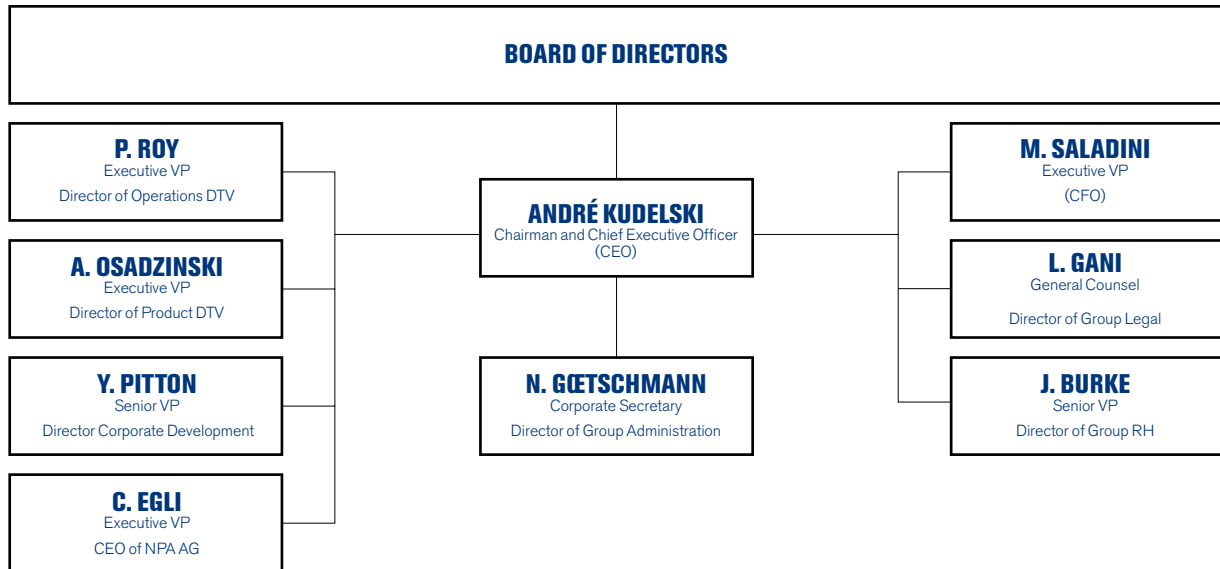 BOARD OF DIRECTORS
P. ROY
Executive VP
Director of Operations DTV
A. OSADZINSKI
Executive VP
Director of Product DTV
Y. PITTON
Senior VP
Director Corporate Development
C. EGLI
Executive VP
CEO of NPA AG
ANDRÉ KUDELSKI
Chairman and Chief Executive Officer
(CEO)
N. GŒTSCHMANN
Corporate Secretary
Director of Group Administration
M. SALADINI
Executive VP
(CFO)
L. GANI
General Counsel
Director of Group Legal
J. BURKE
Senior VP
Director of Group RH